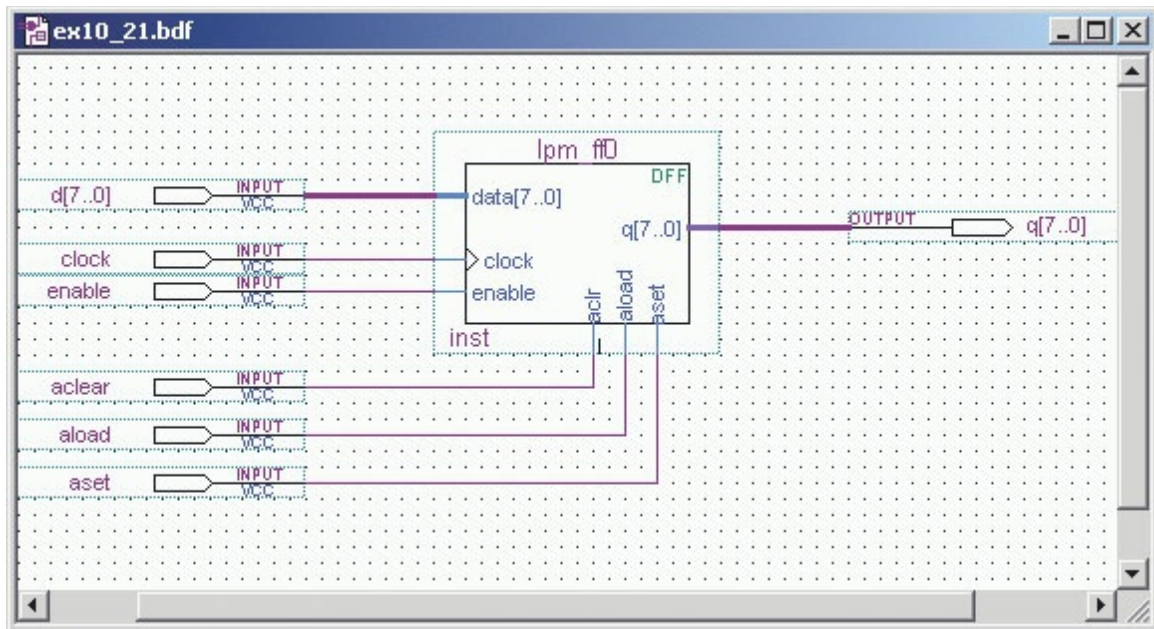 ex10_21.bdf
lpm_ff0
DFF
d[7..0] INPUT VCC data[7..0]
q[7..0] OUTPUT q[7..0]
clock INPUT VCC clock
enable INPUT VCC enable
aclr aload aset
inst
aclear INPUT VCC
aload INPUT VCC
aset INPUT VCC